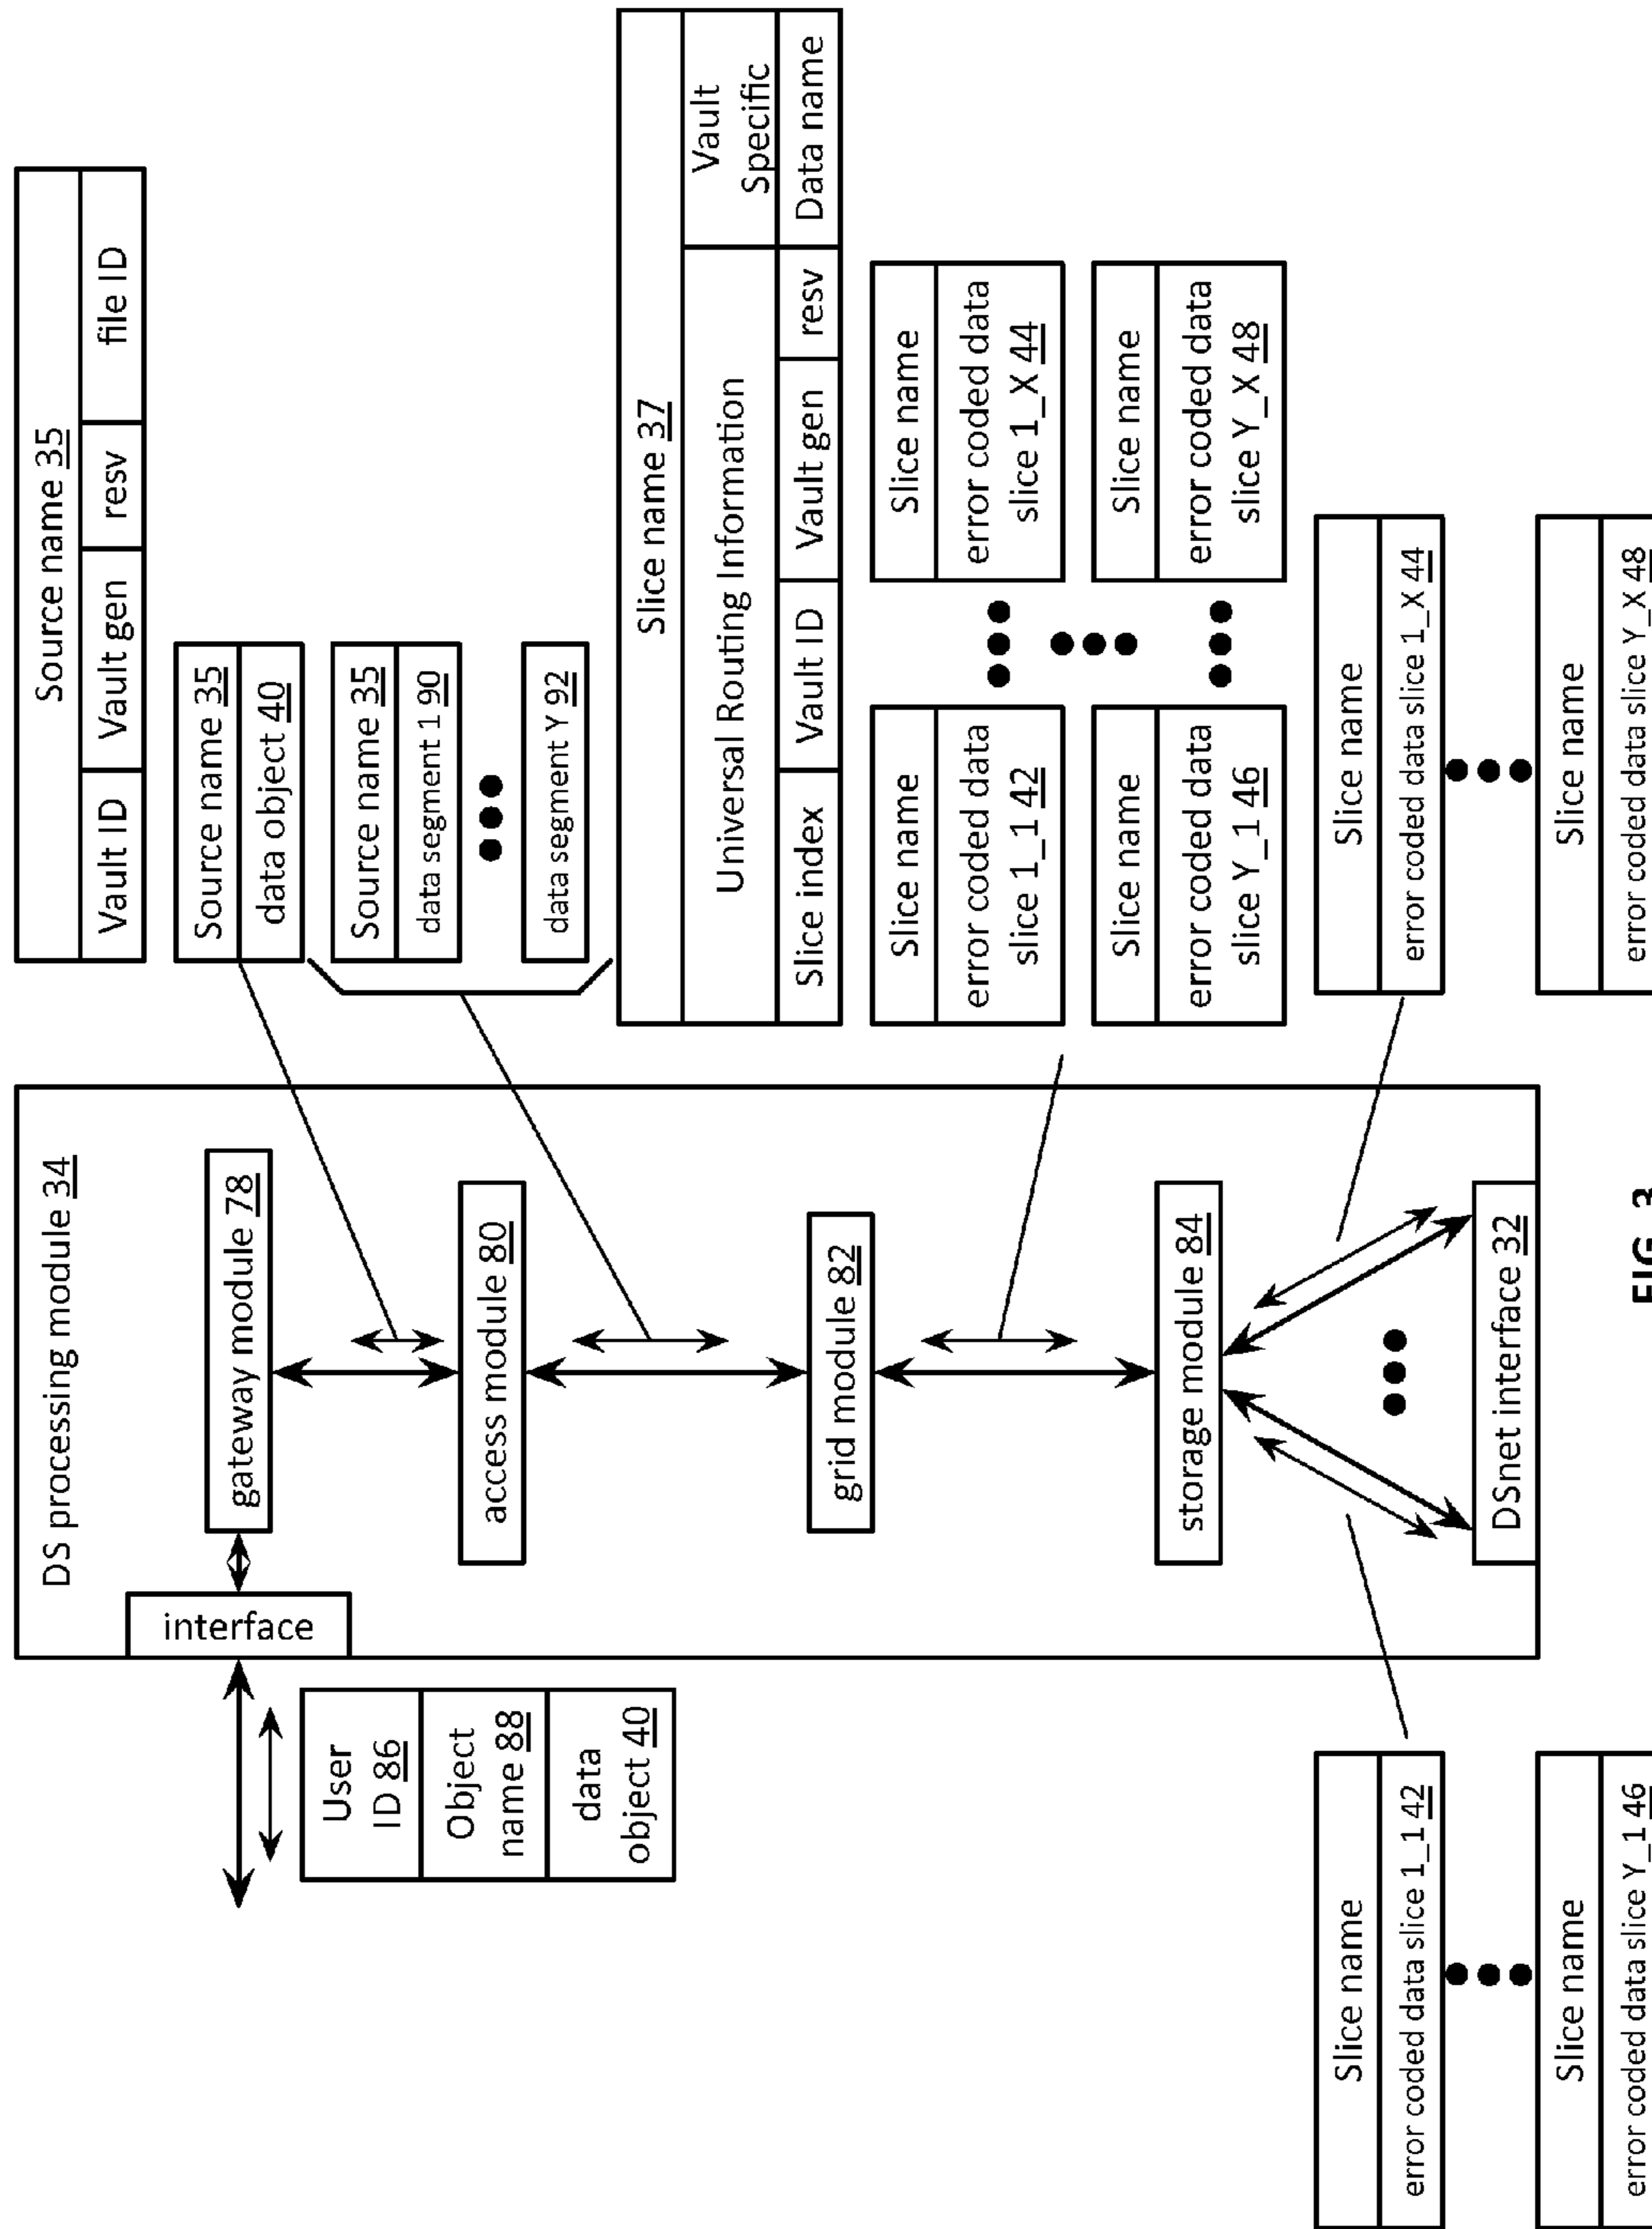 DS processing module 34
interface
gateway module 78
access module 80
grid module 82
storage module 84
DSnet interface 32
User
ID 86
Object
name 88
data
object 40
Source name 35
Vault ID
Vault gen
resv
file ID
Source name 35
data object 40
Source name 35
data segment 1 90
data segment Y 92
Slice name 37
Universal Routing Information
Vault
Specific
Slice index
Vault ID
Vault gen
resv
Data name
Slice name
error coded data
slice 1_1 42
Slice name
error coded data
slice 1_X 44
Slice name
error coded data
slice Y_1 46
Slice name
error coded data
slice Y_X 48
Slice name
error coded data slice 1_1 42
Slice name
error coded data slice Y_1 46
Slice name
error coded data slice 1_X 44
Slice name
error coded data slice Y_X 48
FIG. 3